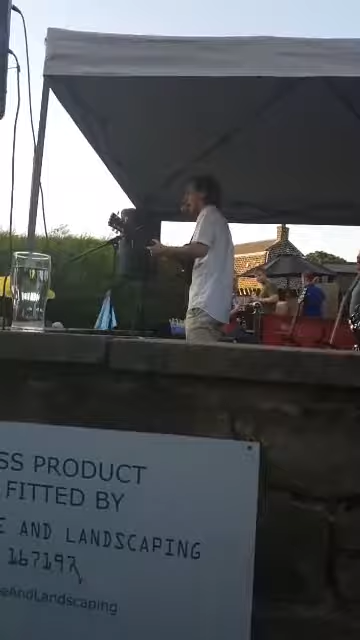 SS PRODUCT
FITTED BY
E AND LANDSCAPING
167197
eAndLandscaping